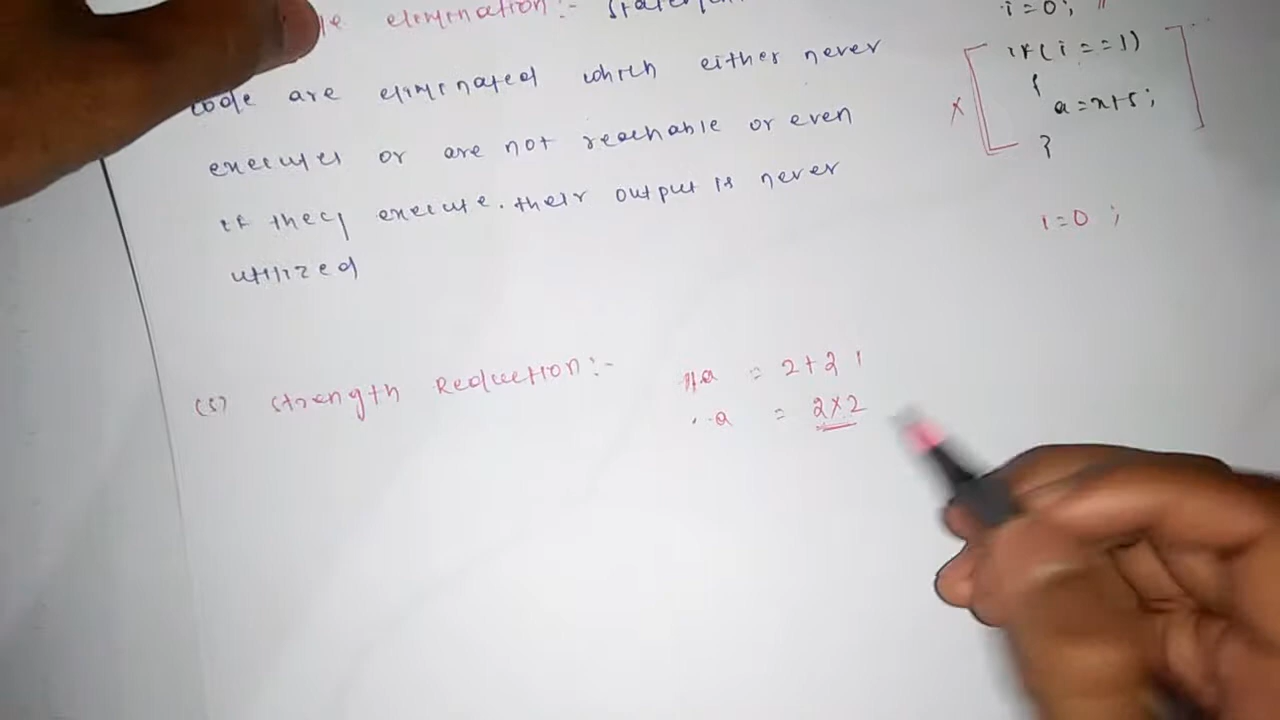 elimination:- statement
code are eliminated which either never
executes or are not reachable or even
if they execute. their output is never
utilized
i=0;
if(i==1)
{
a=x+5;
}
i=0 ;
(5) Strength Reduction:-
a = 2+2
a = 2×2